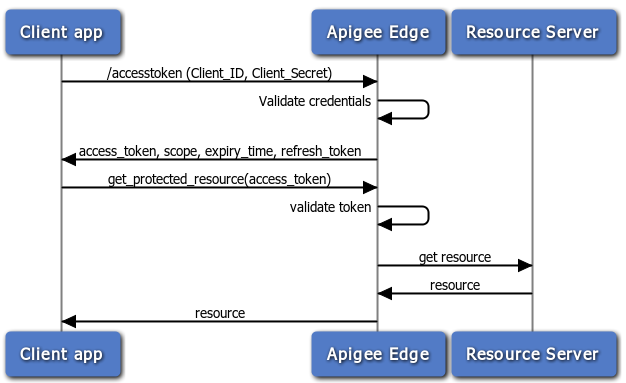 Client app
Apigee Edge
Resource Server
/accesstoken (Client_ID, Client_Secret)
Validate credentials
access_token, scope, expiry_time, refresh_token
get_protected_resource(access_token)
validate token
get resource
resource
resource
Client app
Apigee Edge
Resource Server